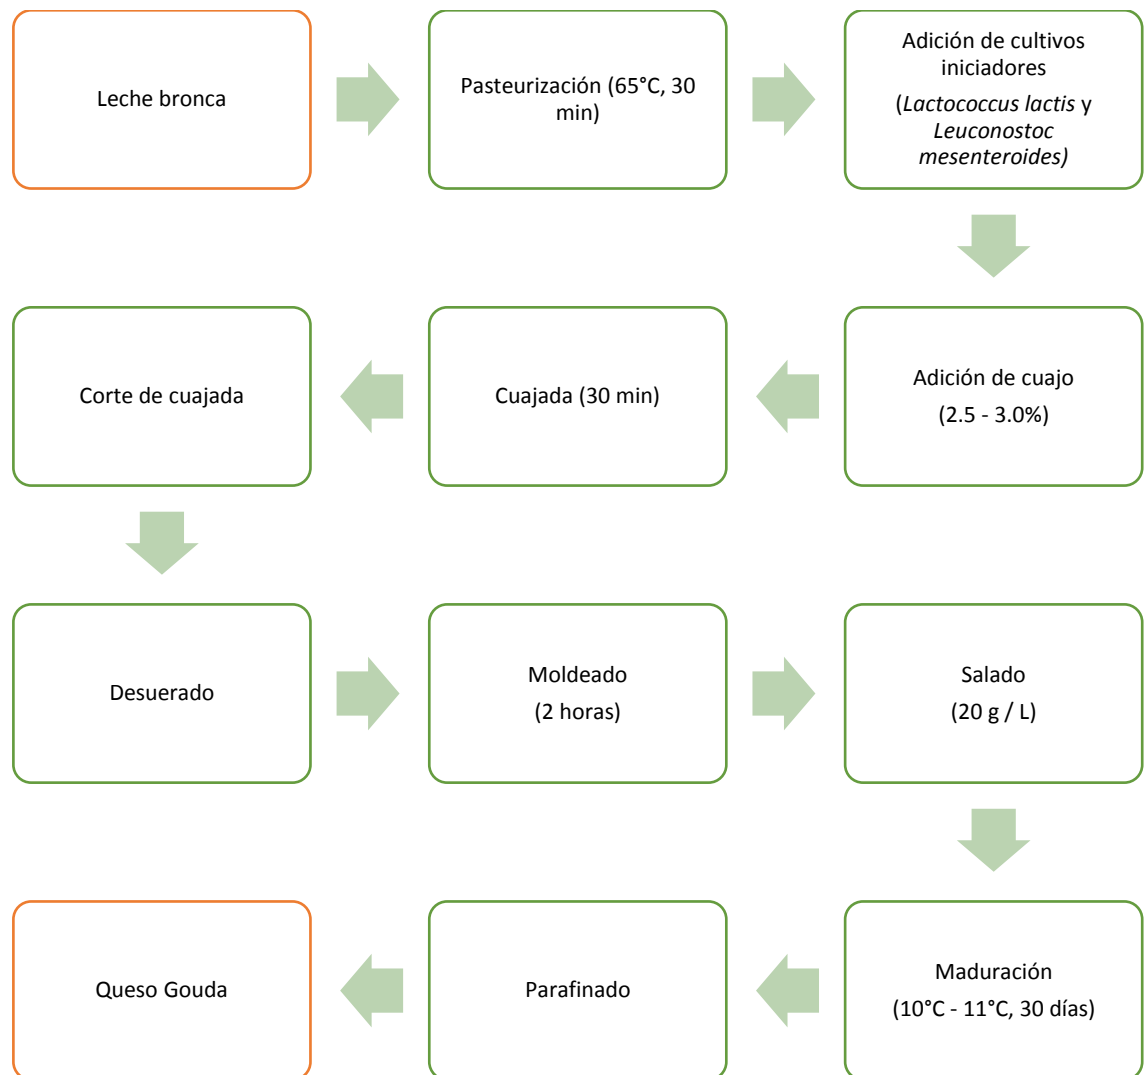 Leche bronca
Pasteurización (65°C, 30
min)
Adición de cultivos
iniciadores
(Lactococcus lactis y
Leuconostoc
mesenteroides)
Adición de cuajo
(2.5 - 3.0%)
Cuajada (30 min)
Corte de cuajada
Desuerado
Moldeado
(2 horas)
Salado
(20 g / L)
Maduración
(10°C - 11°C, 30 días)
Parafinado
Queso Gouda